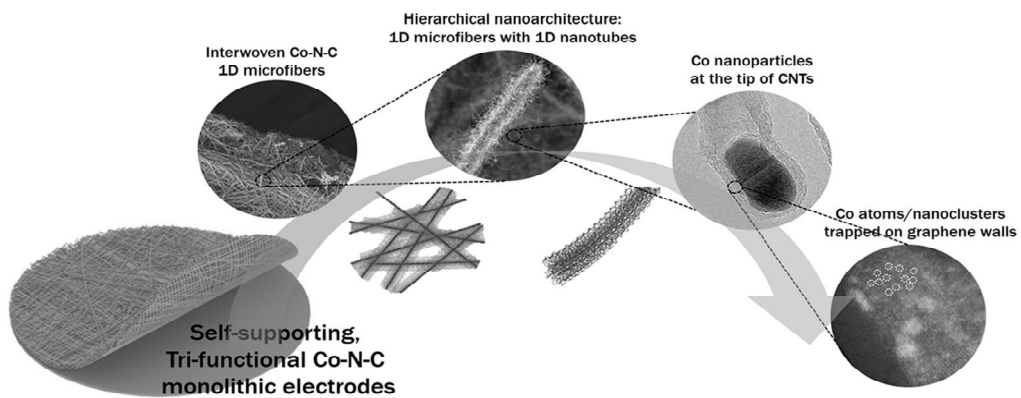 Hierarchical nanoarchitecture:
1D microfibers with 1D nanotubes
Interwoven Co-N-C
1D microfibers
Co nanoparticles
at the tip of CNTs
Co atoms/nanoclusters
trapped on graphene walls
Self-supporting,
Tri-functional Co-N-C
monolithic electrodes